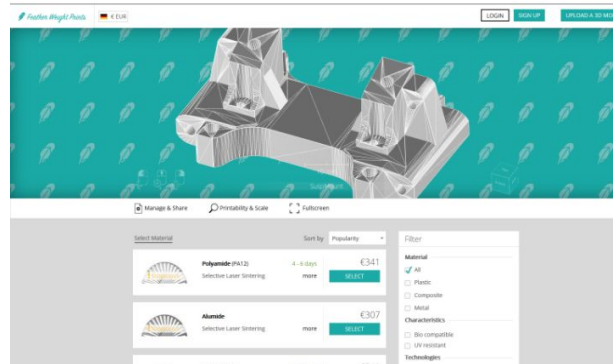 Feather Weight Prints
€ EUR
LOGIN
SIGN UP
UPLOAD A 3D MO
Manage & Share
Printability & Scale
Fullscreen
Select Material
Sort by
Popularity
Polyamide (PA12)
4 - 6 days
€341
Selective Laser Sintering
more
SELECT
Alumide
€307
Selective Laser Sintering
more
SELECT
Filter
Material
All
Plastic
Composite
Metal
Characteristics
Bio compatible
UV resistant
Technologies